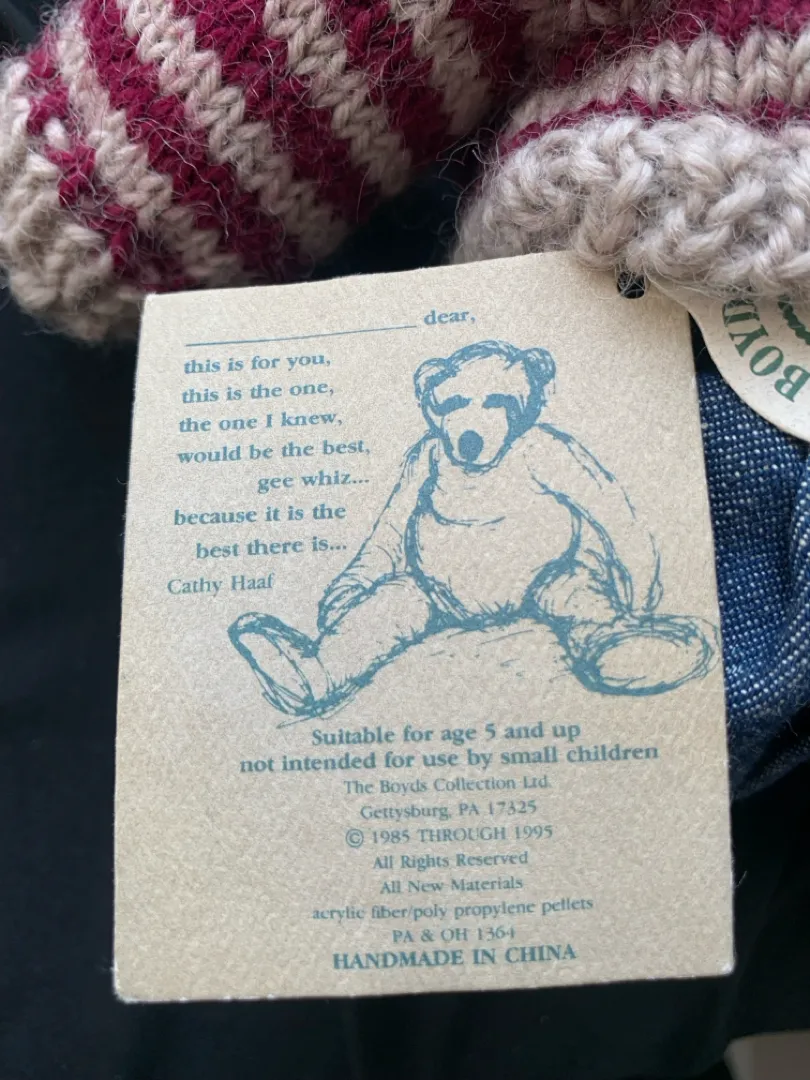 ________________ dear,
this is for you,
this is the one,
the one I knew,
would be the best,
gee whiz...
because it is the
best there is...
Cathy Haaf
Suitable for age 5 and up
not intended for use by small children
The Boyds Collection Ltd.
Gettysburg, PA 17325
© 1985 THROUGH 1995
All Rights Reserved
All New Materials
acrylic fiber/poly propylene pellets
PA & OH 1364
HANDMADE IN CHINA
BOYD